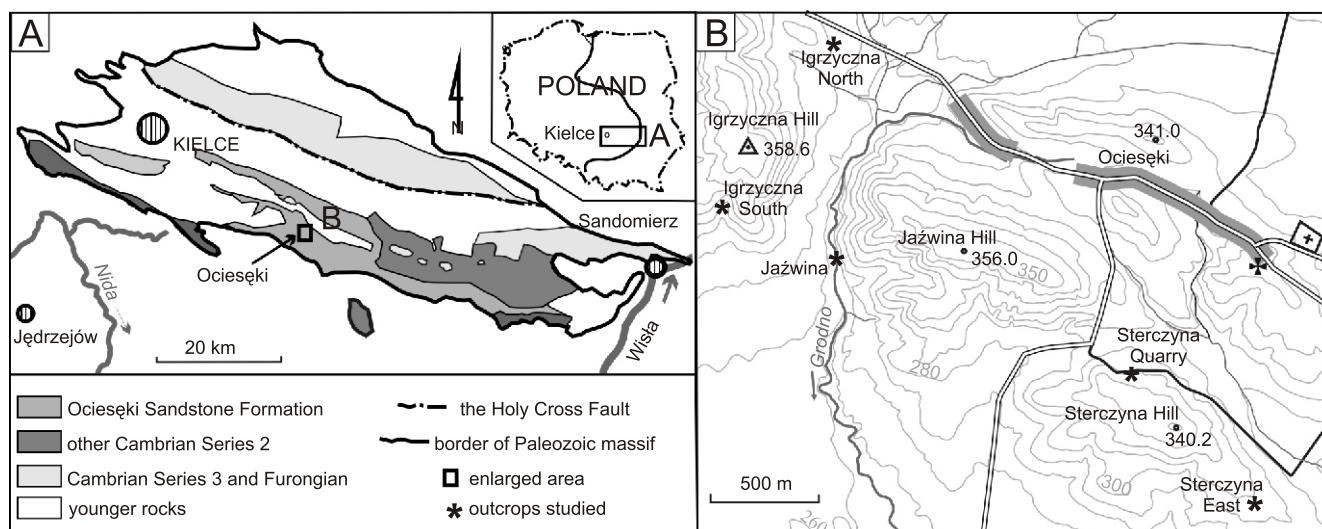 A
N
POLAND
Kielce
A
KIELCE
B
Sandomierz
Ociesęki
Nida
Jędrzejów
20 km
Wisła
Ociesęki Sandstone Formation
other Cambrian Series 2
Cambrian Series 3 and Furongian
younger rocks
the Holy Cross Fault
border of Paleozoic massif
enlarged area
outcrops studied
B
Igrzyczna
North
Igrzyczna Hill
358.6
341.0
Ociesęki
Igrzyczna
South
Jaźwina Hill
356.0
350
Jaźwina
Grodno
Sterczyna
Quarry
280
Sterczyna Hill
340.2
500 m
300
Sterczyna
East
260